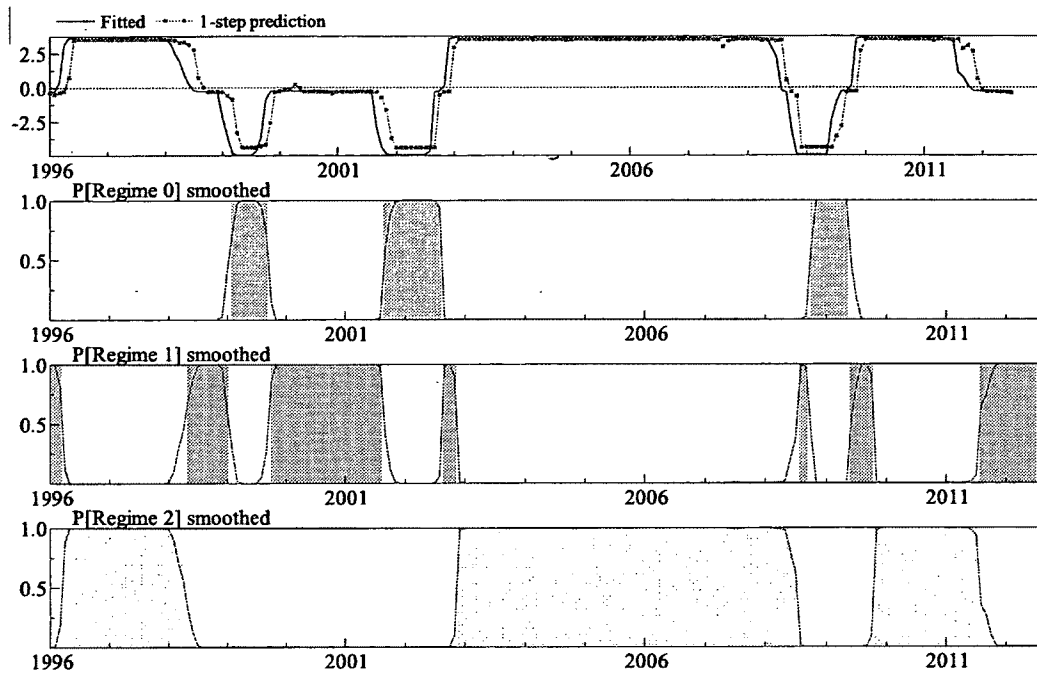 Fitted 1-step prediction
2.5
0.0
-2.5
1996 2001 2006 2011
P[Regime 0] smoothed
1.0
0.5
1996 2001 2006 2011
P[Regime 1] smoothed
1.0
0.5
1996 2001 2006 2011
P[Regime 2] smoothed
1.0
0.5
1996 2001 2006 2011